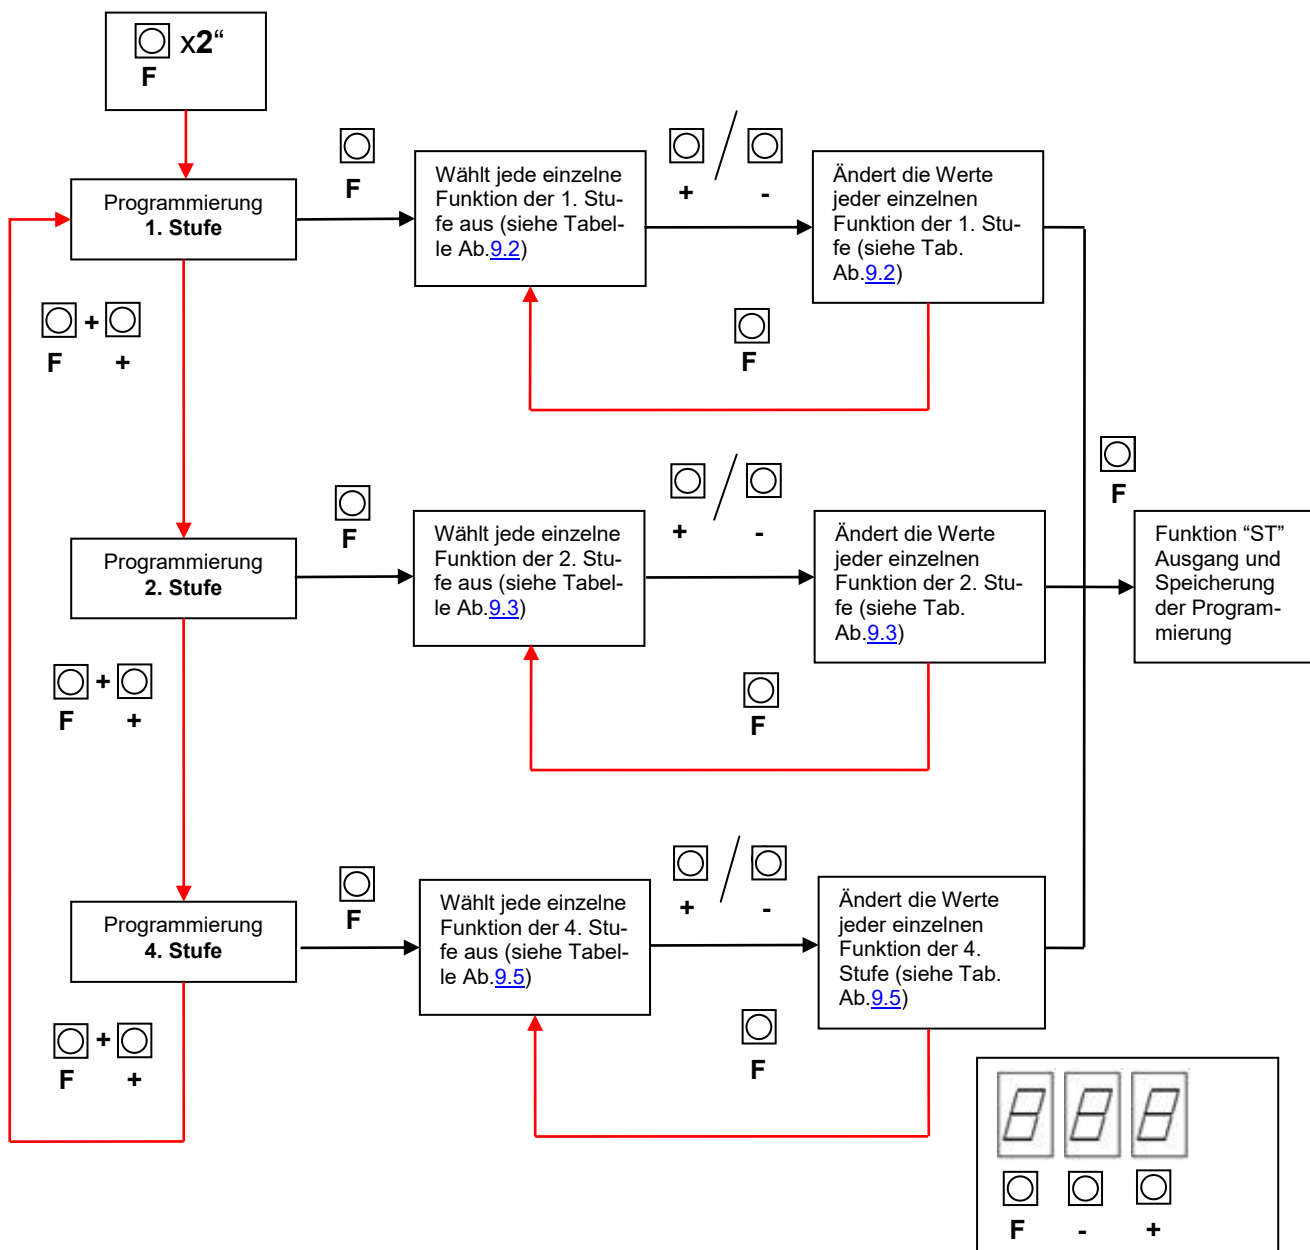 x2“
F
Programmierung
1. Stufe
F
Wählt jede einzelne
Funktion der 1. Stu-
fe aus (siehe Tabel-
le Ab.9.2)
/
+ -
Ändert die Werte
jeder einzelnen
Funktion der 1. Stu-
fe (siehe Tab.
Ab.9.2)
F
+
F +
F
Programmierung
2. Stufe
F
Wählt jede einzelne
Funktion der 2. Stu-
fe aus (siehe Tabel-
le Ab.9.3)
/
+ -
Ändert die Werte
jeder einzelnen
Funktion der 2. Stu-
fe (siehe Tab.
Ab.9.3)
Funktion “ST”
Ausgang und
Speicherung
der Program-
mierung
F
+
F +
Programmierung
4. Stufe
F
Wählt jede einzelne
Funktion der 4. Stu-
fe aus (siehe Tabel-
le Ab.9.5)
/
+ -
Ändert die Werte
jeder einzelnen
Funktion der 4.
Stufe (siehe Tab.
Ab.9.5)
F
+
F +
8 8 8
F - +